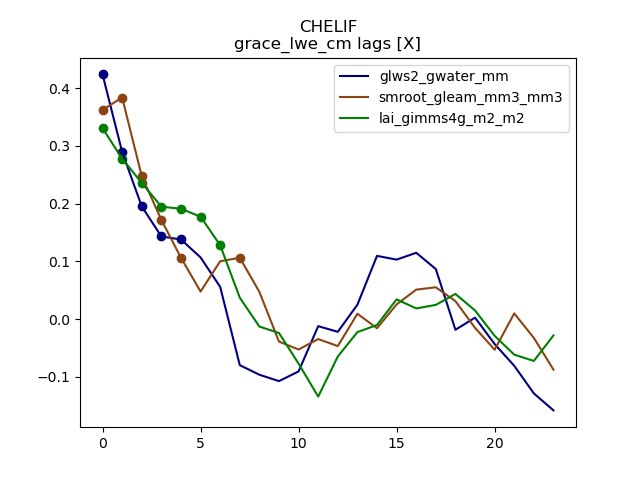 CHELIF
grace_lwe_cm lags [X]
glws2_gwater_mm
smroot_gleam_mm3_mm3
lai_gimms4g_m2_m2
0.4
0.3
0.2
0.1
0.0
−0.1
0 5 10 15 20